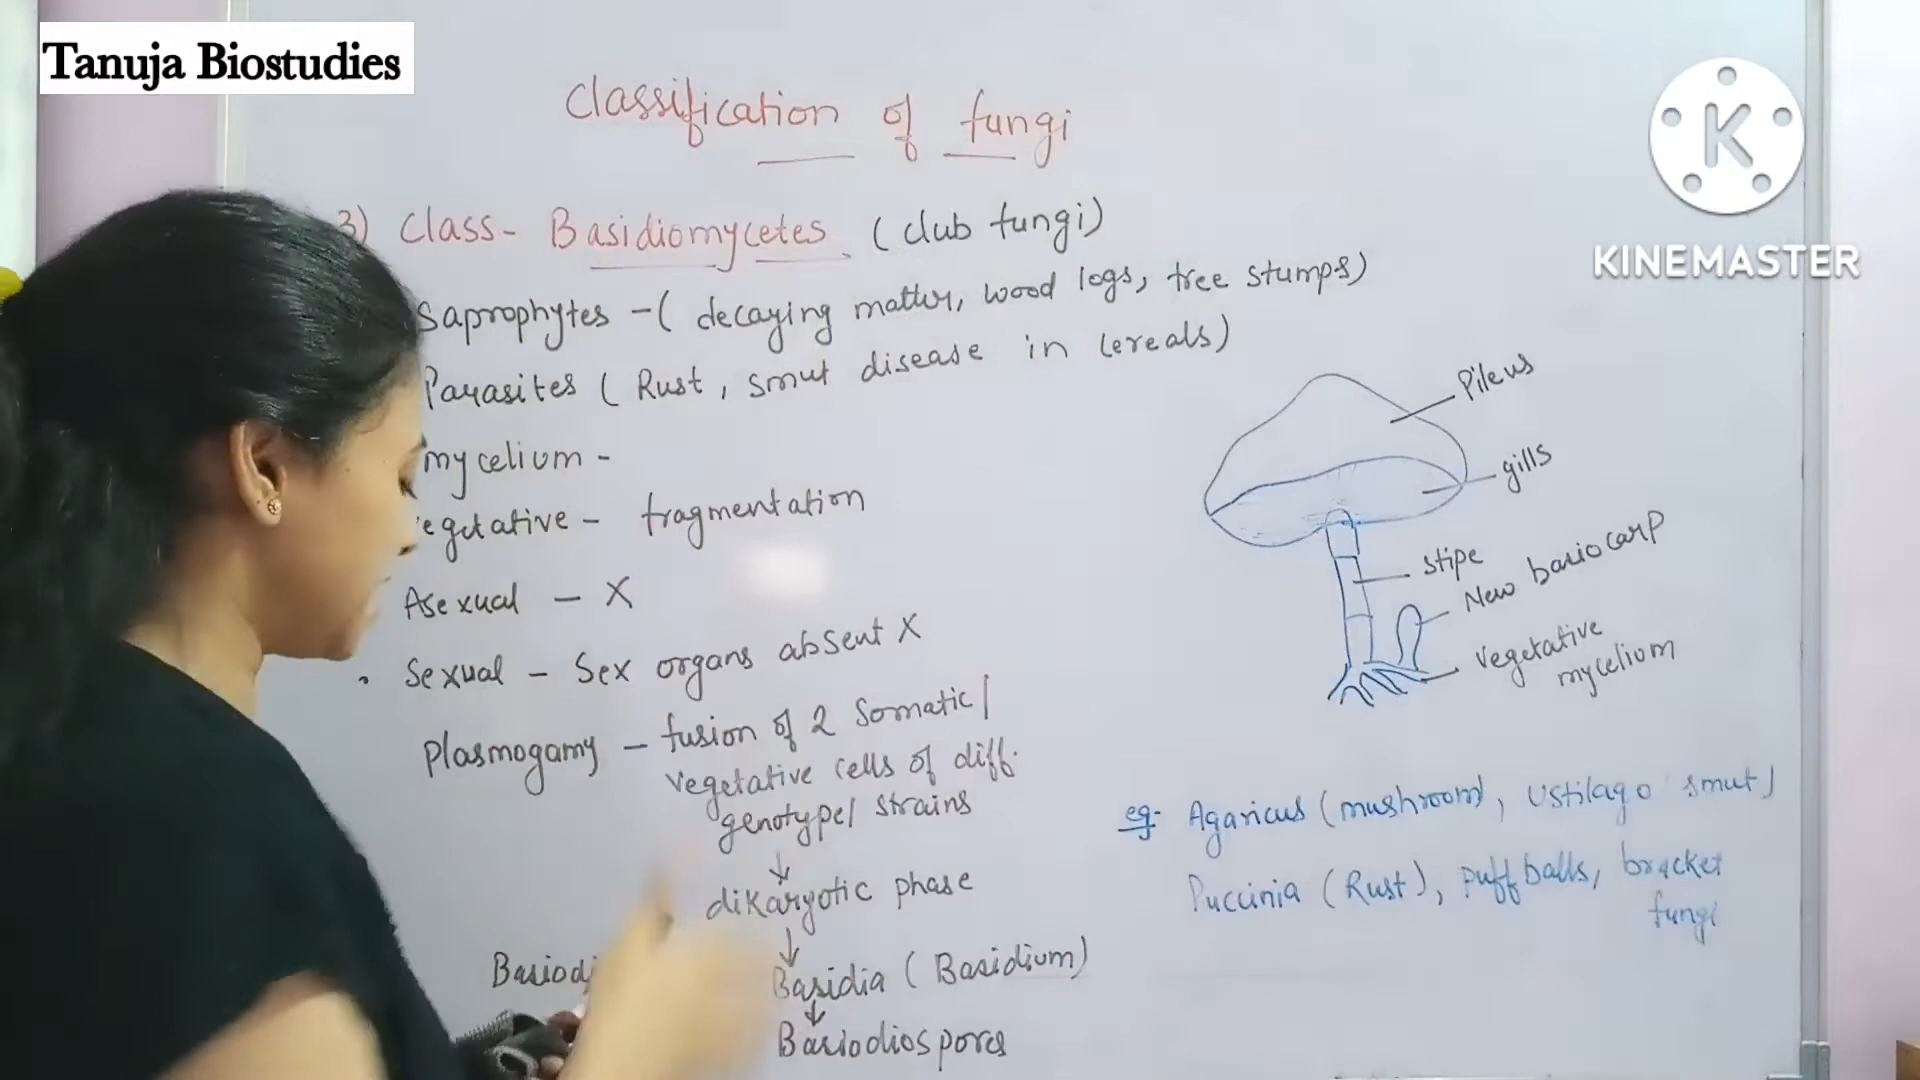 Tanuja Biostudies
Classification of fungi
3) Class- Basidiomycetes (club fungi)
Saprophytes -( decaying matter, wood logs, tree stumps)
Parasites ( Rust, smut disease in cereals)
mycelium -
egetative - fragmentation
Asexual - X
. Sexual - Sex organs absent X
Plasmogamy - fusion of 2 Somatic/
vegetative cells of diff.
genotype/ strains
↓
dikaryotic phase
↓
Basidia ( Basidium)
↓
Basiodiospores
Basiodi
Pileus
gills
stipe
New basiocarp
Vegetative
mycelium
eg- Agaricus (mushroom), Ustilago smut)
Puccinia (Rust), puff balls, bracket
fungi
K
KINEMASTER